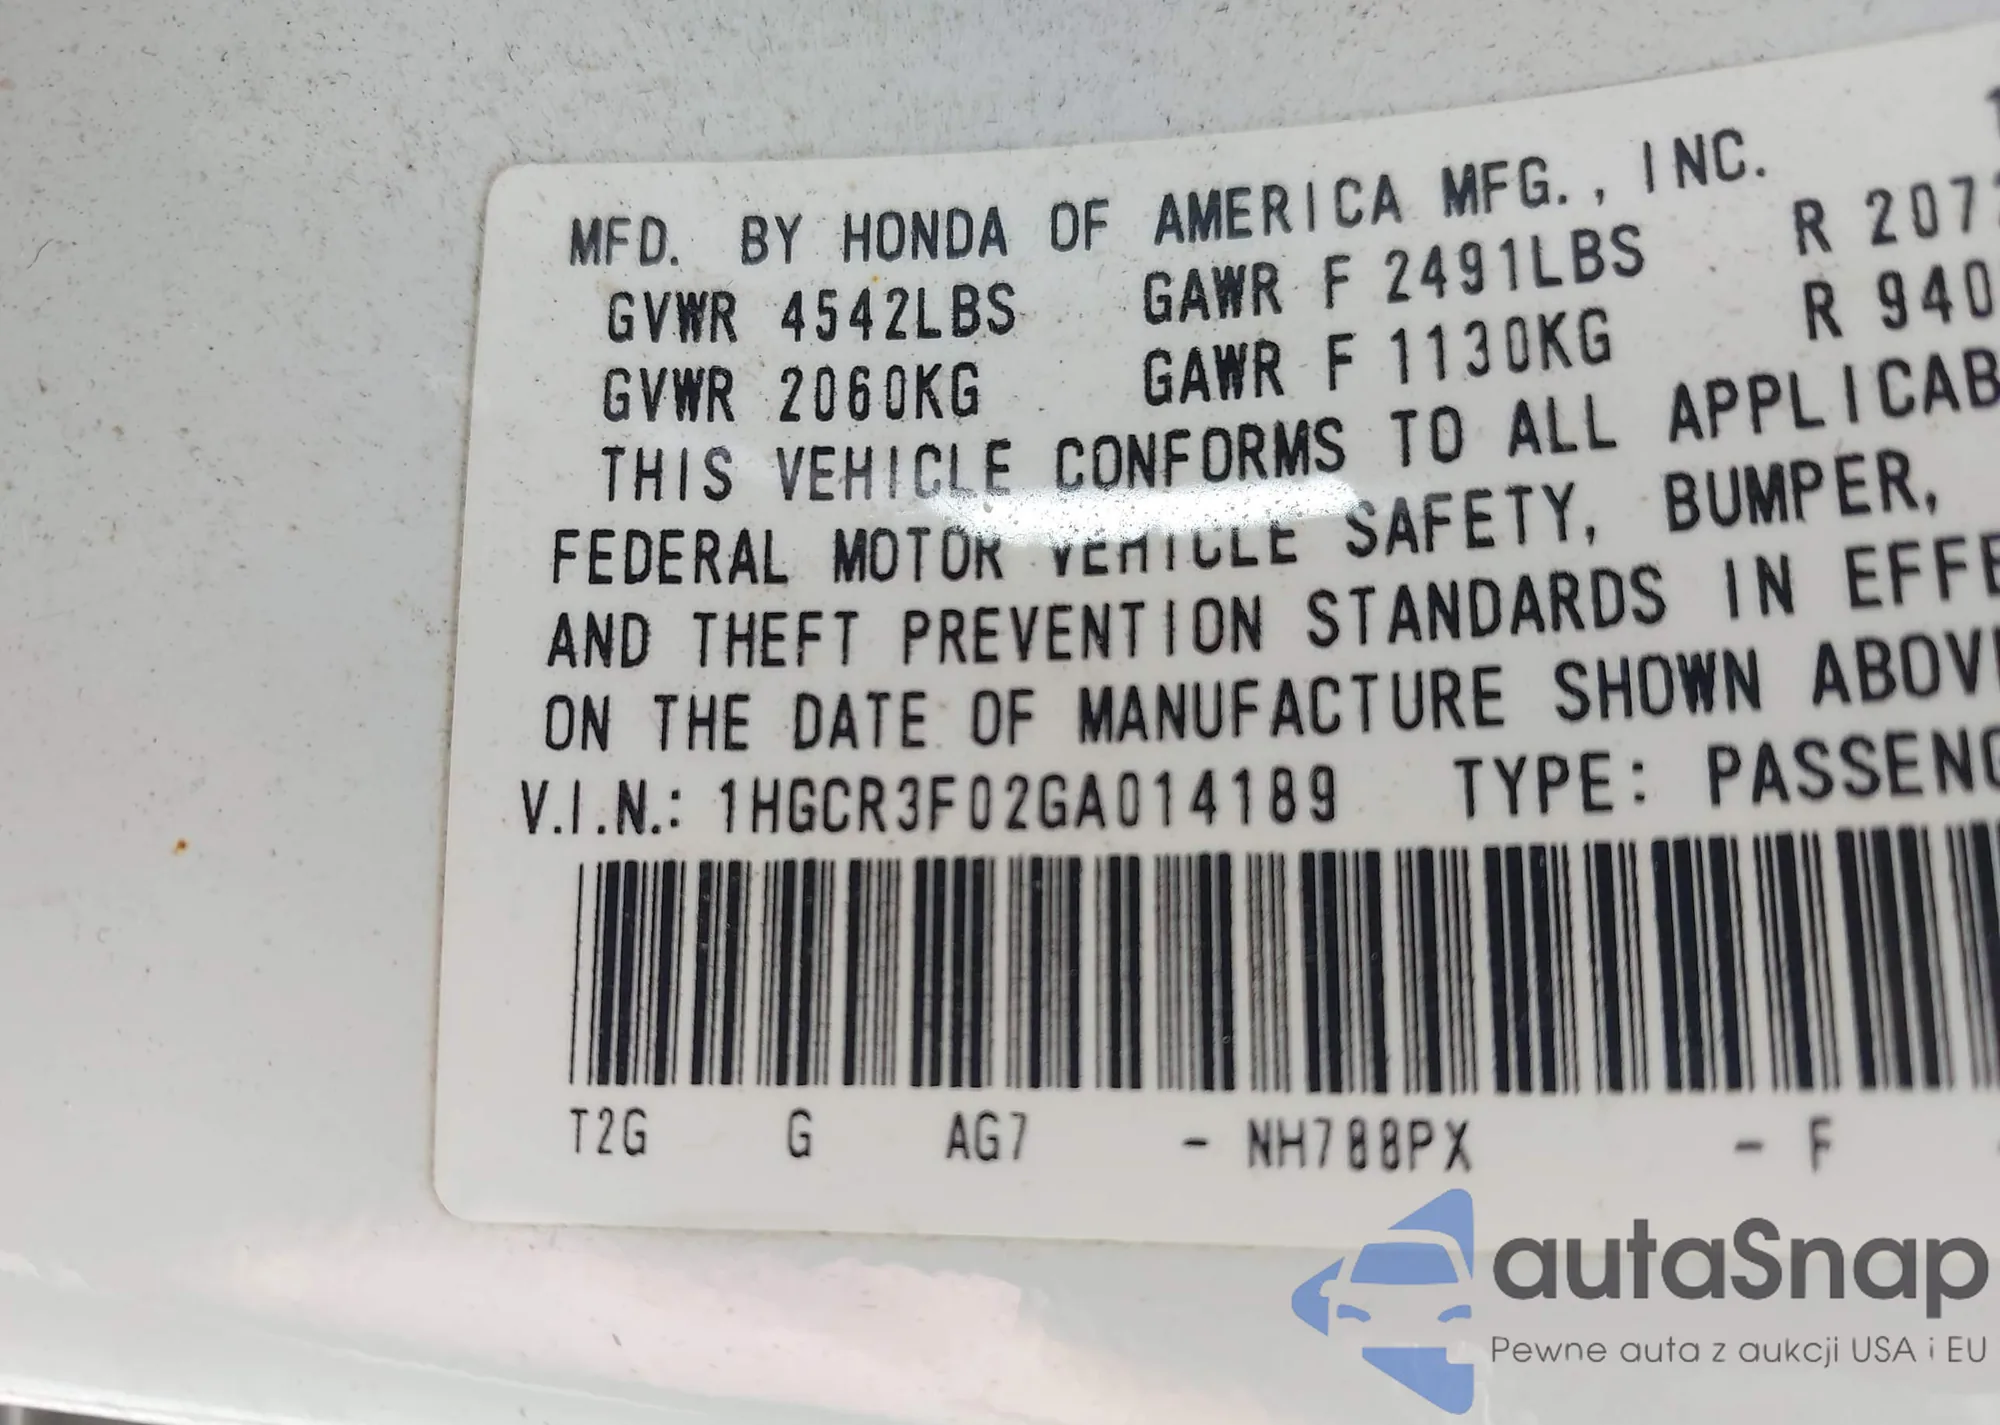 MFD. BY HONDA OF AMERICA MFG., INC.
GVWR 4542LBS GAWR F 2491LBS R 207
GVWR 2060KG GAWR F 1130KG R 940
THIS VEHICLE CONFORMS TO ALL APPLICAB
FEDERAL MOTOR VEHICLE SAFETY, BUMPER,
AND THEFT PREVENTION STANDARDS IN EFFE
ON THE DATE OF MANUFACTURE SHOWN ABOV
V.I.N.: 1HGCR3F02GA014189 TYPE: PASSENG
T2G G AG7 - NH788PX - F
autaSnap
Pewne auta z aukcji USA i EU